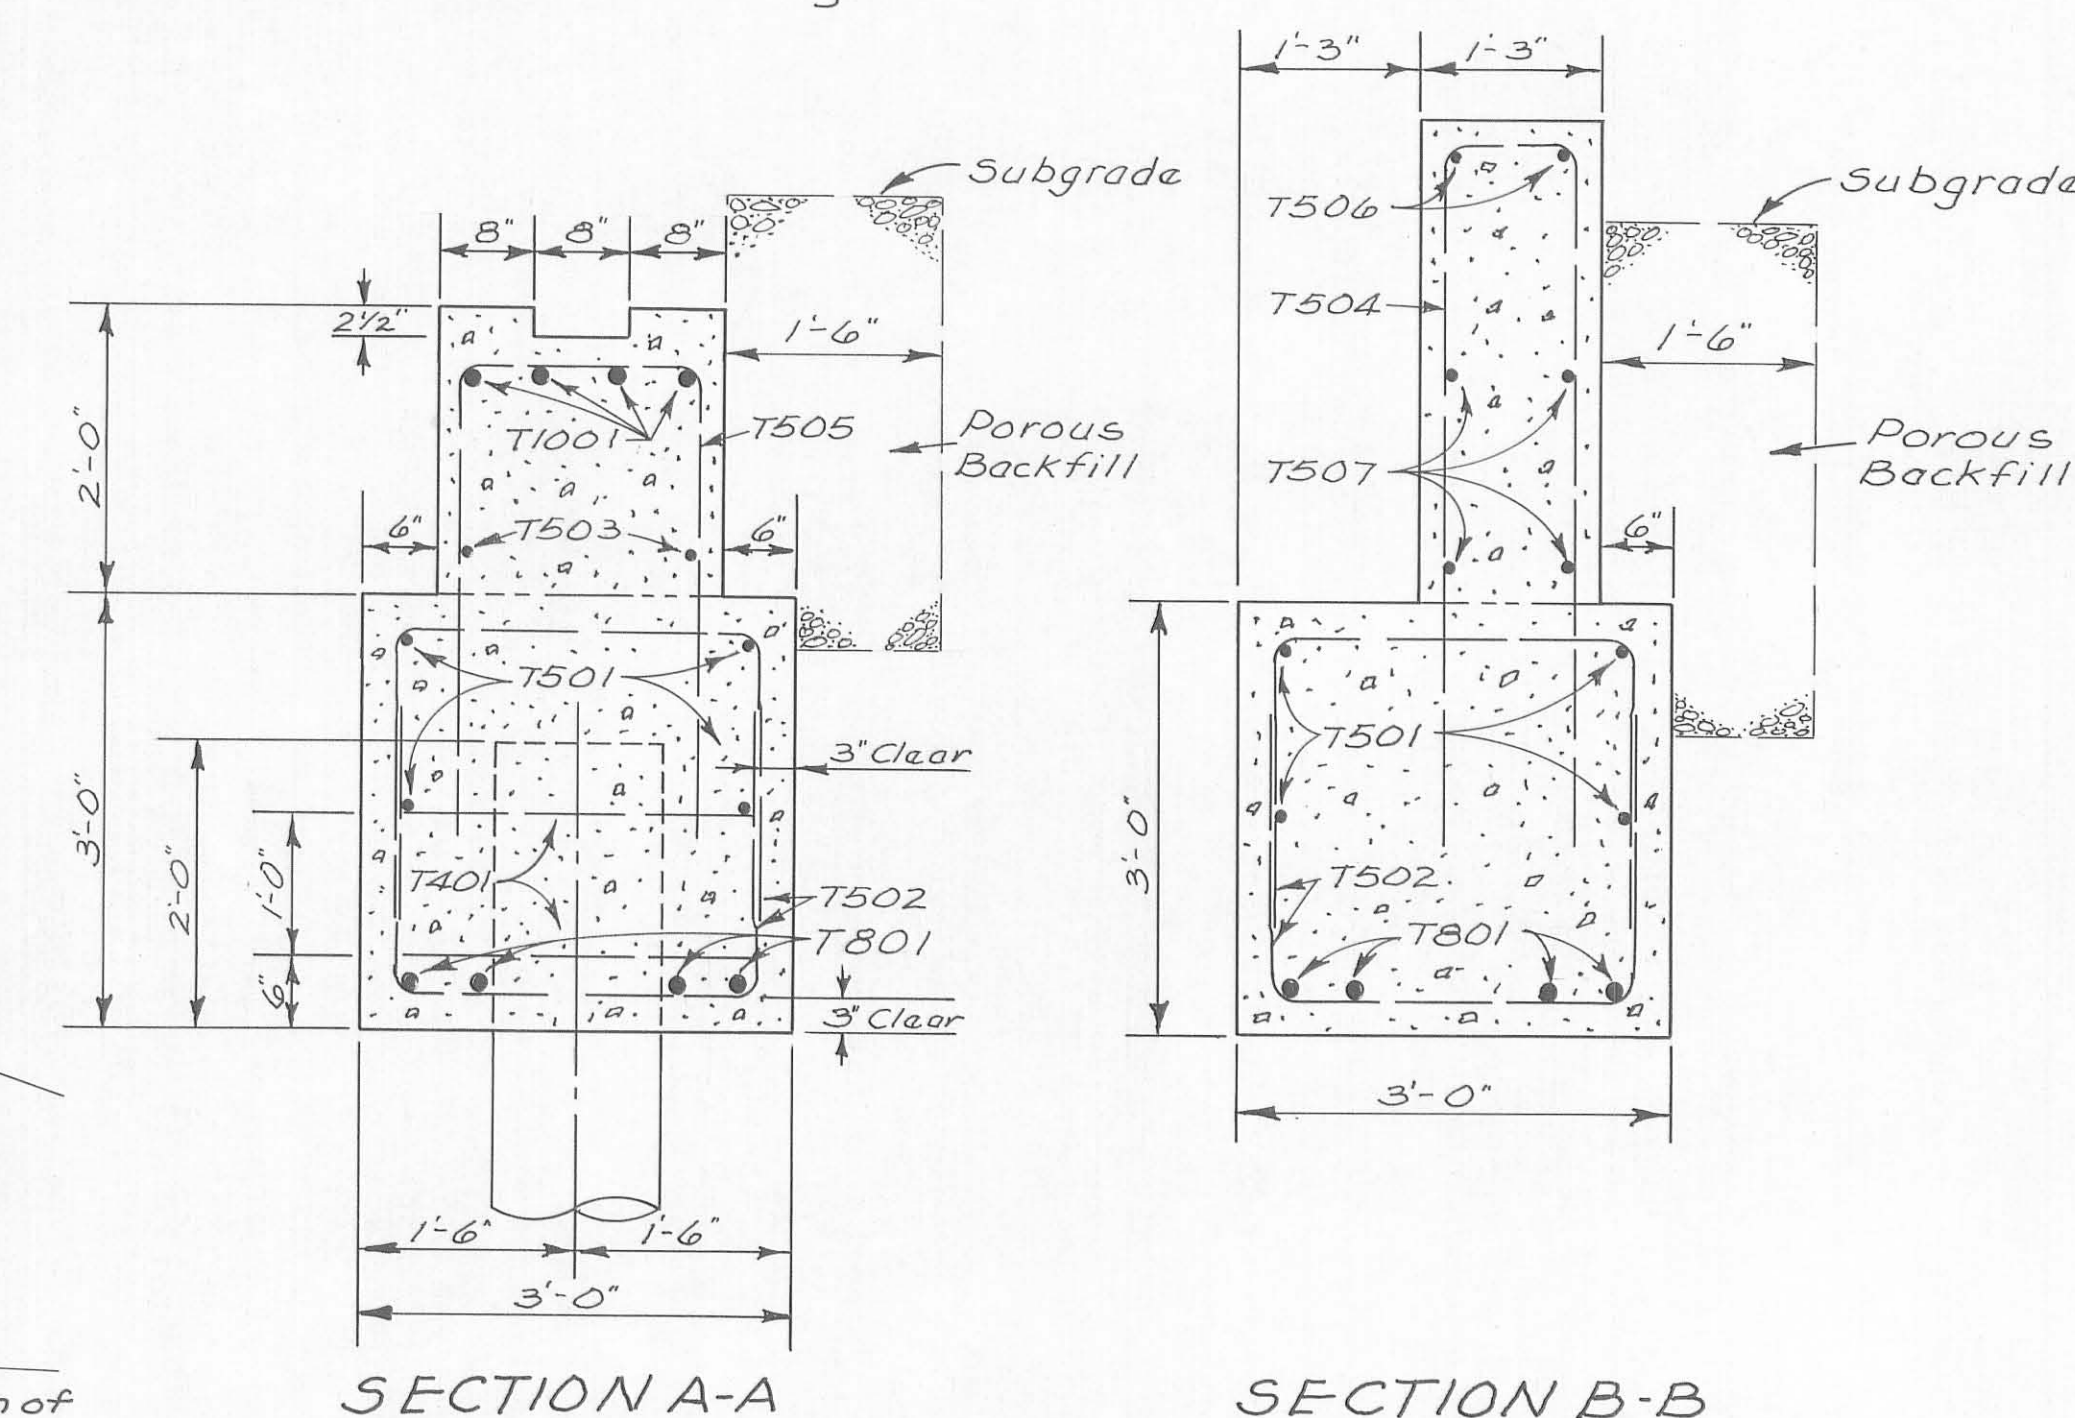 8" 8" 8"
Subgrade
2½"
1'-6"
T1001
T505
Porous
Backfill
2'-0"
6"
T503
6"
T501
3" Clear
3'-0"
2'-0"
1'-0"
T401
T502
T801
6"
3" Clear
1'-6" 1'-6"
3'-0"
SECTION A-A
1'-3" 1'-3"
Subgrade
T506
T504
1'-6"
T507
Porous
Backfill
6"
T501
3'-0"
T502
T801
3'-0"
SECTION B-B
of